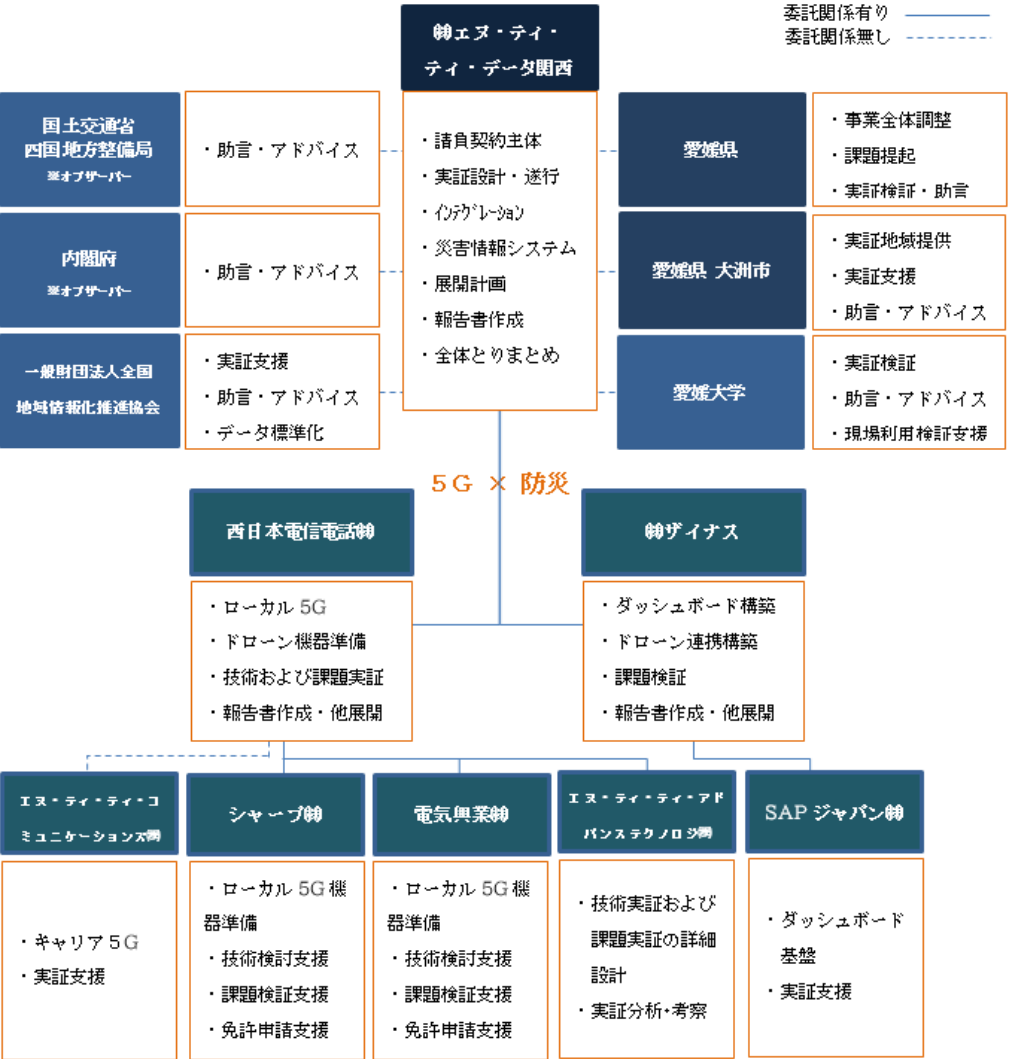 委託関係有り
委託関係無し
㈱エヌ・ティ・
ティ・データ関西
・請負契約主体
・実証設計・遂行
・ｲﾝﾃｸﾞﾚｰｼｮﾝ
・災害情報システム
・展開計画
・報告書作成
・全体とりまとめ
国土交通省
四国地方整備局
※オブザーバー
・助言・アドバイス
内閣府
※オブザーバー
・助言・アドバイス
一般財団法人全国
地域情報化推進協会
・実証支援
・助言・アドバイス
・データ標準化
愛媛県
・事業全体調整
・課題提起
・実証検証・助言
愛媛県 大洲市
・実証地域提供
・実証支援
・助言・アドバイス
愛媛大学
・実証検証
・助言・アドバイス
・現場利用検証支援
５Ｇ × 防災
西日本電信電話㈱
・ローカル 5G
・ドローン機器準備
・技術および課題実証
・報告書作成・他展開
㈱ザイナス
・ダッシュボード構築
・ドローン連携構築
・課題検証
・報告書作成・他展開
エヌ・ティ・ティ・コ
ミュニケーションズ㈱
・キャリア５G
・実証支援
シャープ㈱
・ローカル 5G 機
器準備
・技術検討支援
・課題検証支援
・免許申請支援
電気興業㈱
・ローカル 5G 機
器準備
・技術検討支援
・課題検証支援
・免許申請支援
エヌ・ティ・ティ・アド
バンステクノロジ㈱
・技術実証および
課題実証の詳細
設計
・実証分析・考察
SAP ジャパン㈱
・ダッシュボード
基盤
・実証支援